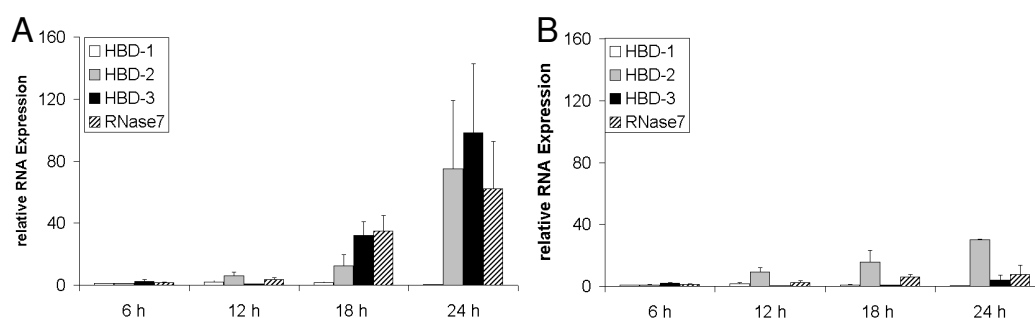 A
relative RNA Expression
160
120
80
40
0
HBD-1
HBD-2
HBD-3
RNase7
6 h 12 h 18 h 24 h
B
relative RNA Expression
160
120
80
40
0
HBD-1
HBD-2
HBD-3
RNase7
6 h 12 h 18 h 24 h